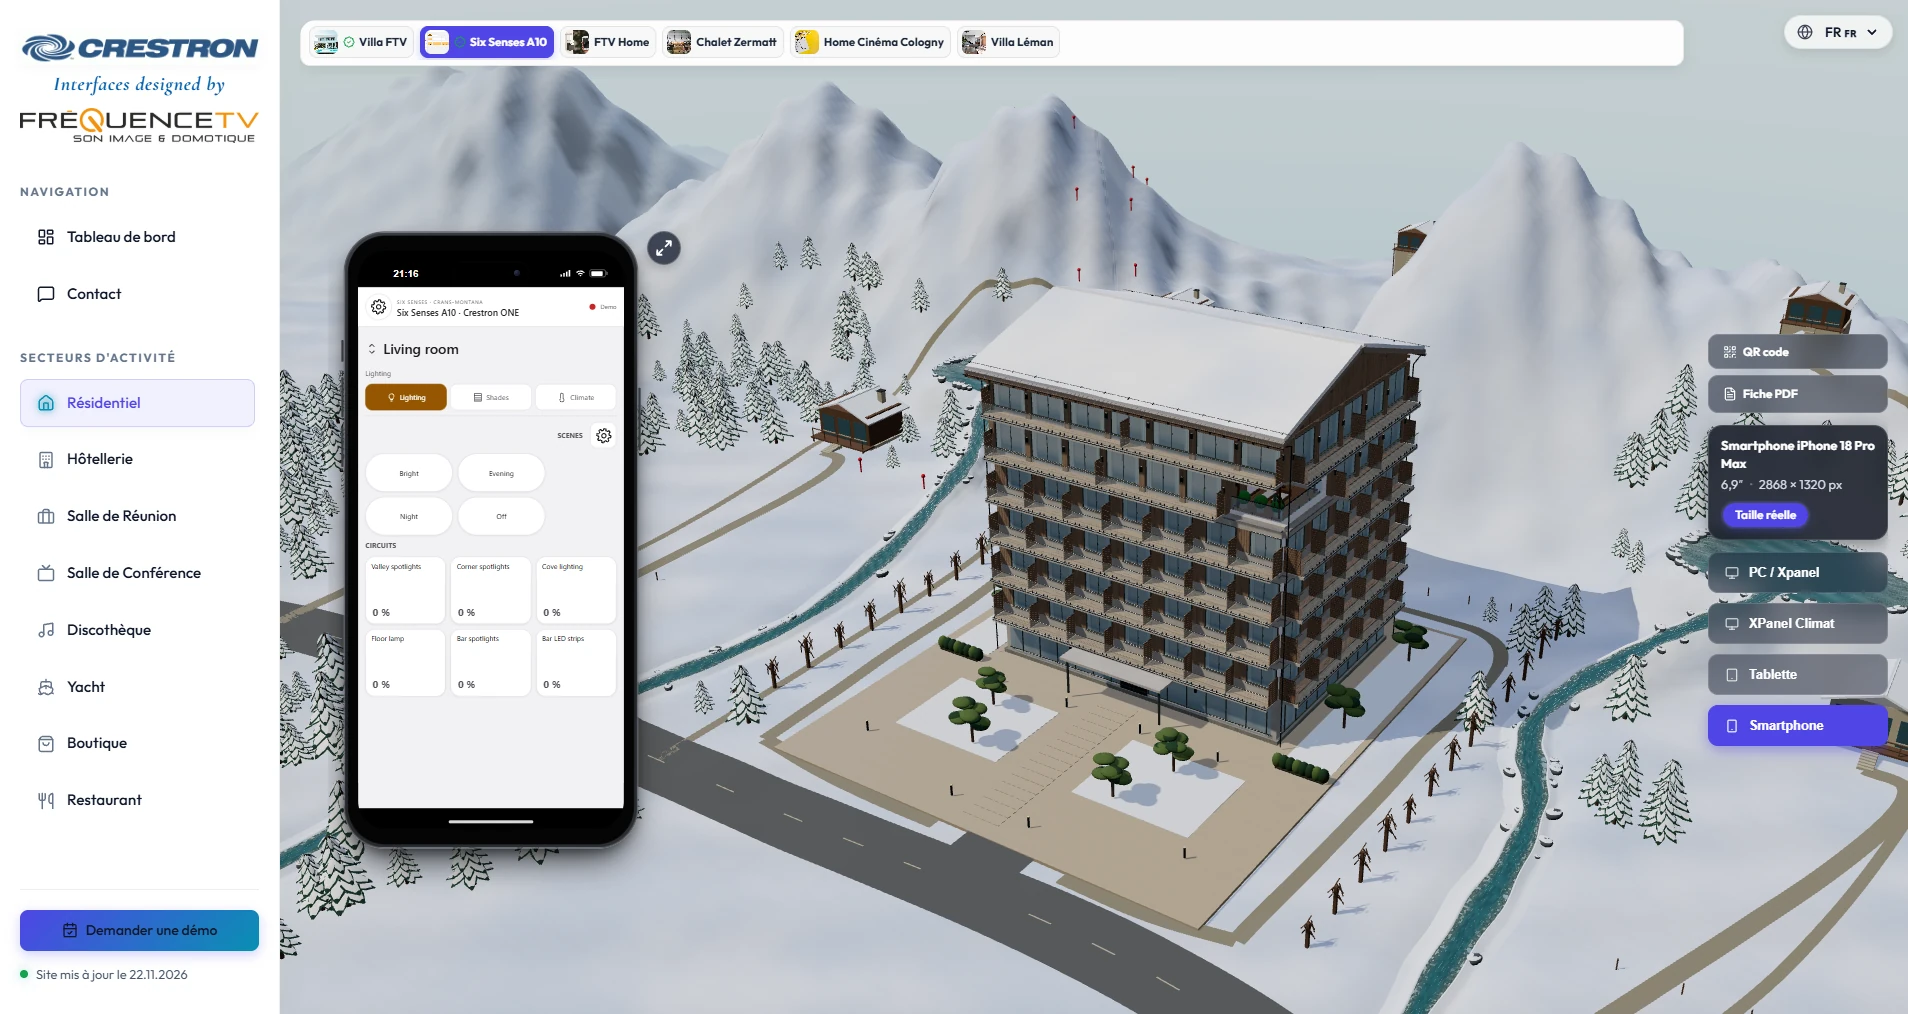 CRESTRON
Interfaces designed by
FRÉQUENCETV
SON IMAGE & DOMOTIQUE
NAVIGATION
Tableau de bord
Contact
SECTEURS D'ACTIVITÉ
Résidentiel
Hôtellerie
Salle de Réunion
Salle de Conférence
Discothèque
Yacht
Boutique
Restaurant
Demander une démo
Site mis à jour le 22.11.2026
Villa FTV
Six Senses A10
FTV Home
Chalet Zermatt
Home Cinéma Cologny
Villa Léman
FR FR
21:16
SIX SENSES · CRANS-MONTANA
Six Senses A10 · Crestron ONE
Demo
Living room
Lighting
Lighting
Shades
Climate
SCENES
Bright
Evening
Night
Off
CIRCUITS
Valley spotlights
Corner spotlights
Cove lighting
0 %
0 %
0 %
Floor lamp
Bar spotlights
Bar LED strips
0 %
0 %
0 %
QR code
Fiche PDF
Smartphone iPhone 18 Pro
Max
6,9" · 2868 × 1320 px
Taille réelle
PC / Xpanel
XPanel Climat
Tablette
Smartphone